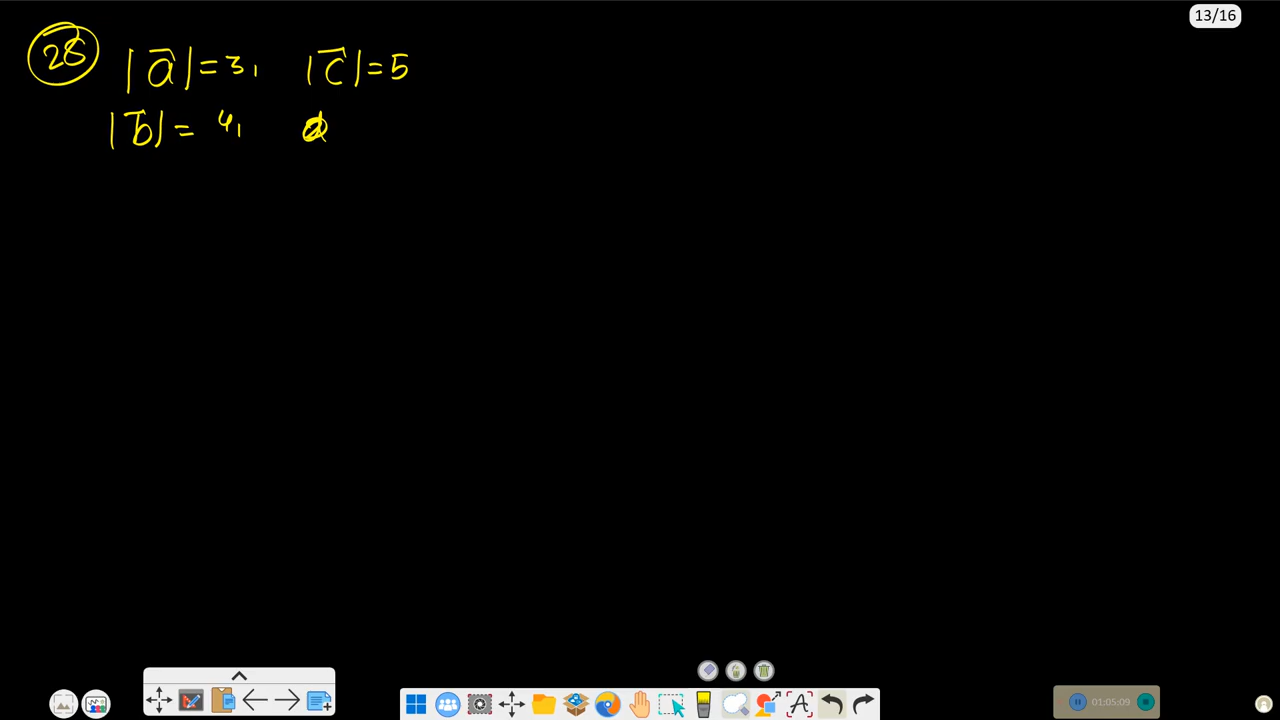 13/16
28 |a̅|=3, |c̅|=5
|b̅|= 4,
01:05:09